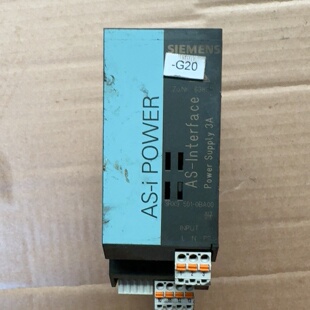 SIEMENS
-G20
AS-i POWER
AS-Interface
Power Supply 3A
INPUT